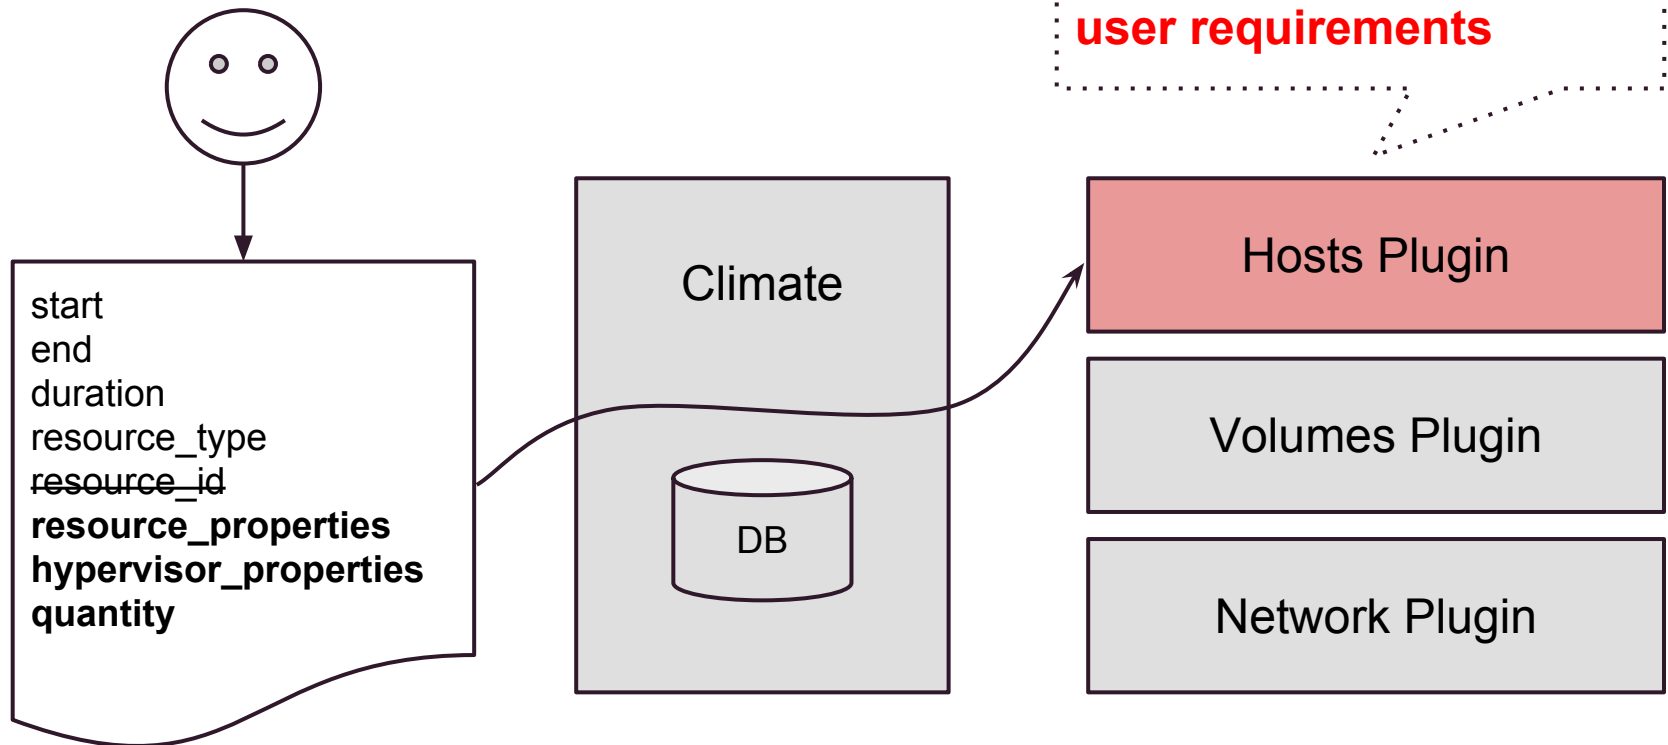 user requirements
start
end
duration
resource_type
resource_id
resource_properties
hypervisor_properties
quantity
Climate
DB
Hosts Plugin
Volumes Plugin
Network Plugin